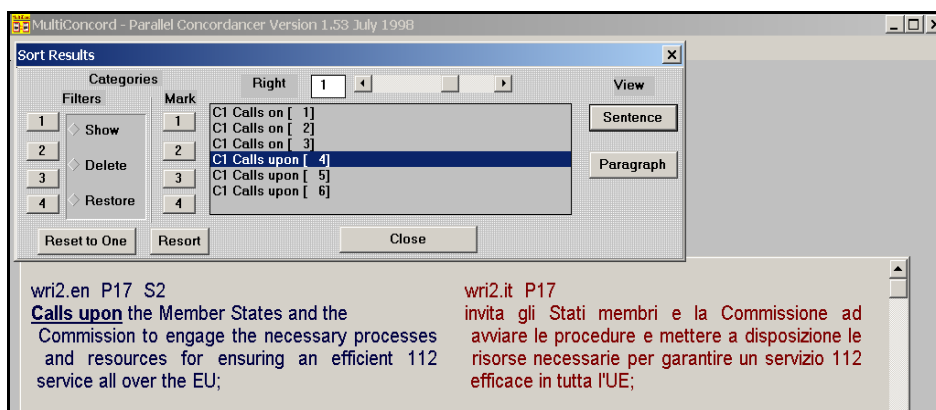 MultiConcord - Parallel Concordancer Version 1.53 July 1998
Sort Results
Categories
Right 1
View
Filters
Mark
1 Show 1
2 Delete 2
3 3
4 Restore 4
C1 Calls on [ 1]
C1 Calls on [ 2]
C1 Calls on [ 3]
C1 Calls upon [ 4]
C1 Calls upon [ 5]
C1 Calls upon [ 6]
Sentence
Paragraph
Reset to One
Resort
Close
wri2.en P17 S2
Calls upon the Member States and the
Commission to engage the necessary processes
and resources for ensuring an efficient 112
service all over the EU;
wri2.it P17
invita gli Stati membri e la Commissione ad
avviare le procedure e mettere a disposizione le
risorse necessarie per garantire un servizio 112
efficace in tutta l'UE;